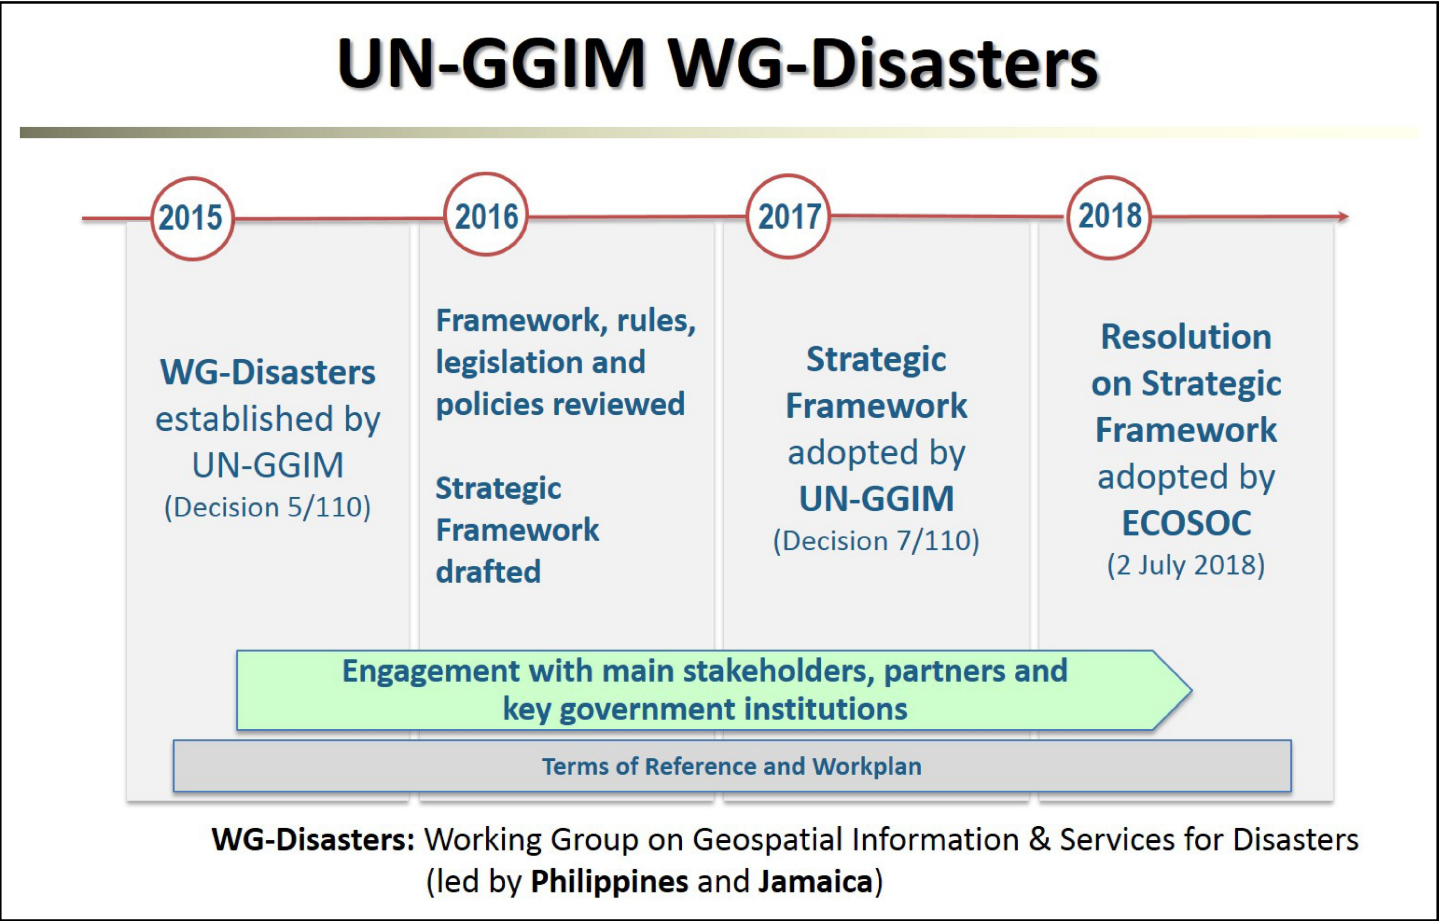 UN-GGIM WG-Disasters
2015
2016
2017
2018
WG-Disasters
established by
UN-GGIM
(Decision 5/110)
Framework, rules,
legislation and
policies reviewed
Strategic
Framework
drafted
Strategic
Framework
adopted by
UN-GGIM
(Decision 7/110)
Resolution
on Strategic
Framework
adopted by
ECOSOC
(2 July 2018)
Engagement with main stakeholders, partners and
key government institutions
Terms of Reference and Workplan
WG-Disasters: Working Group on Geospatial Information & Services for Disasters
(led by Philippines and Jamaica)